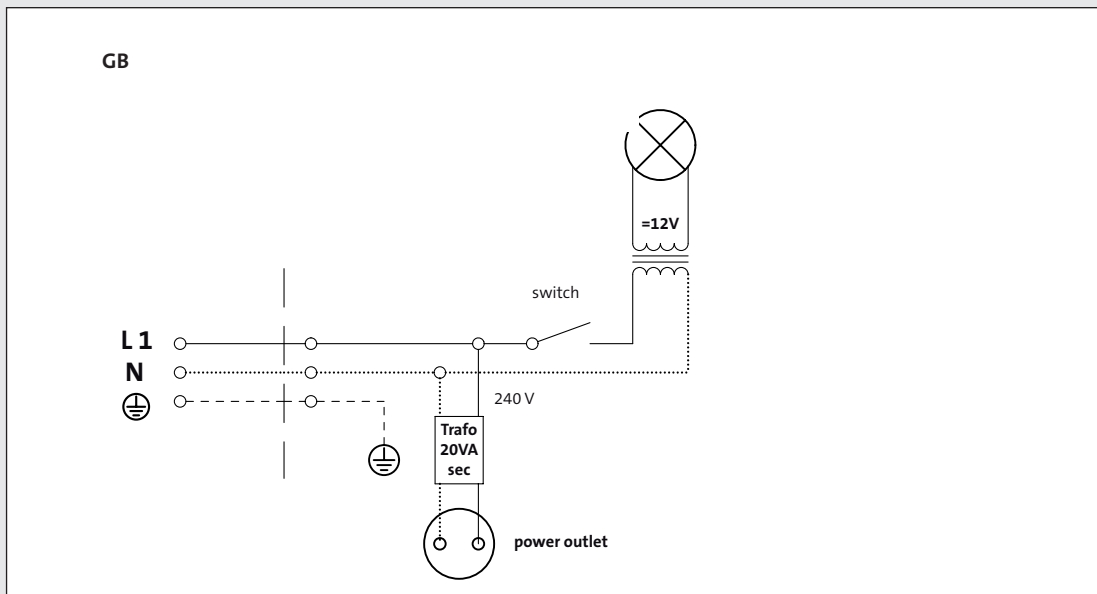 GB
=12V
switch
L 1
N
240 V
Trafo
20VA
sec
power outlet